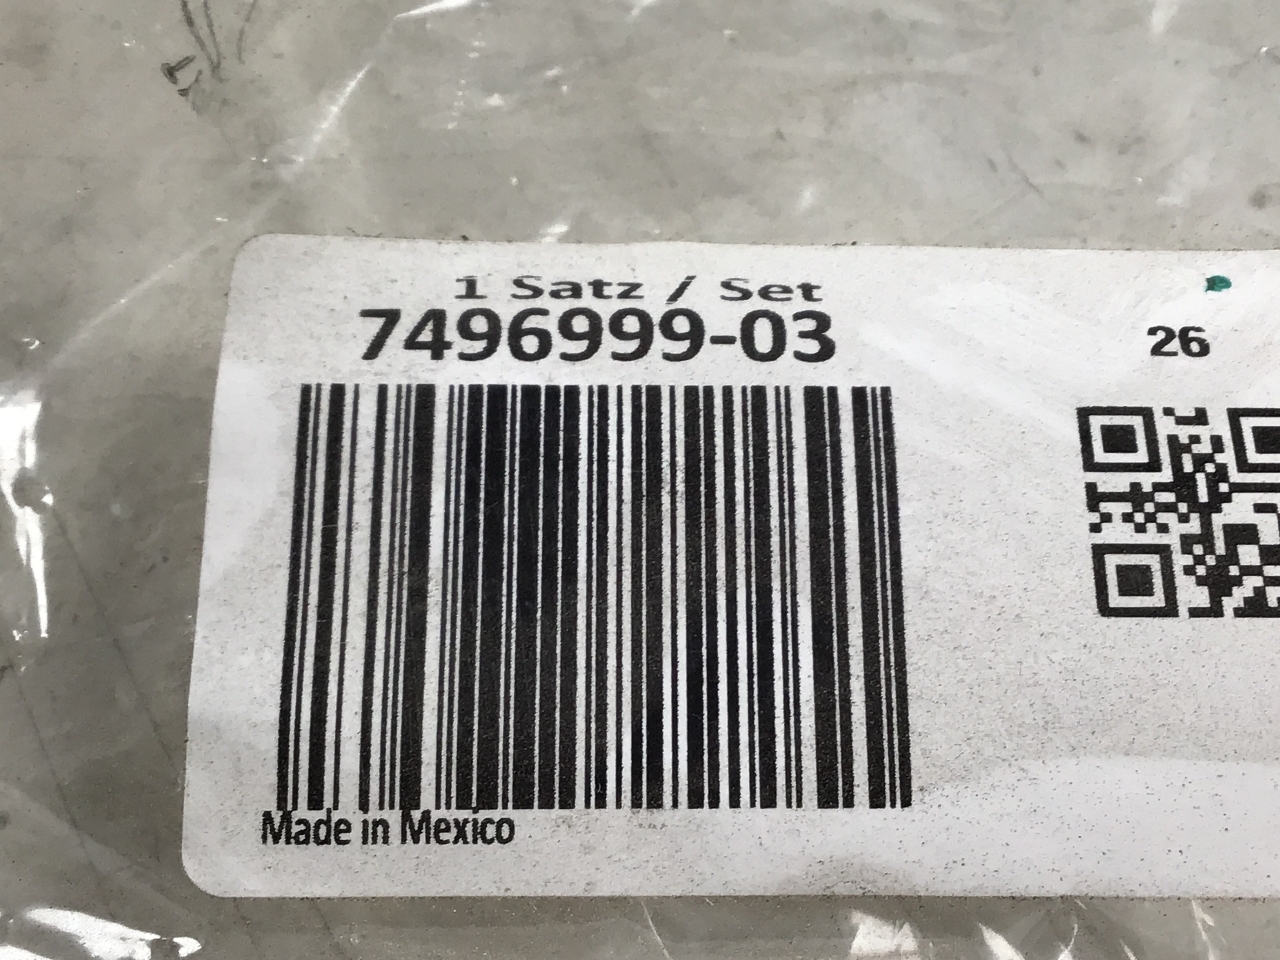 1 Satz / Set
7496999-03
26
Made in Mexico